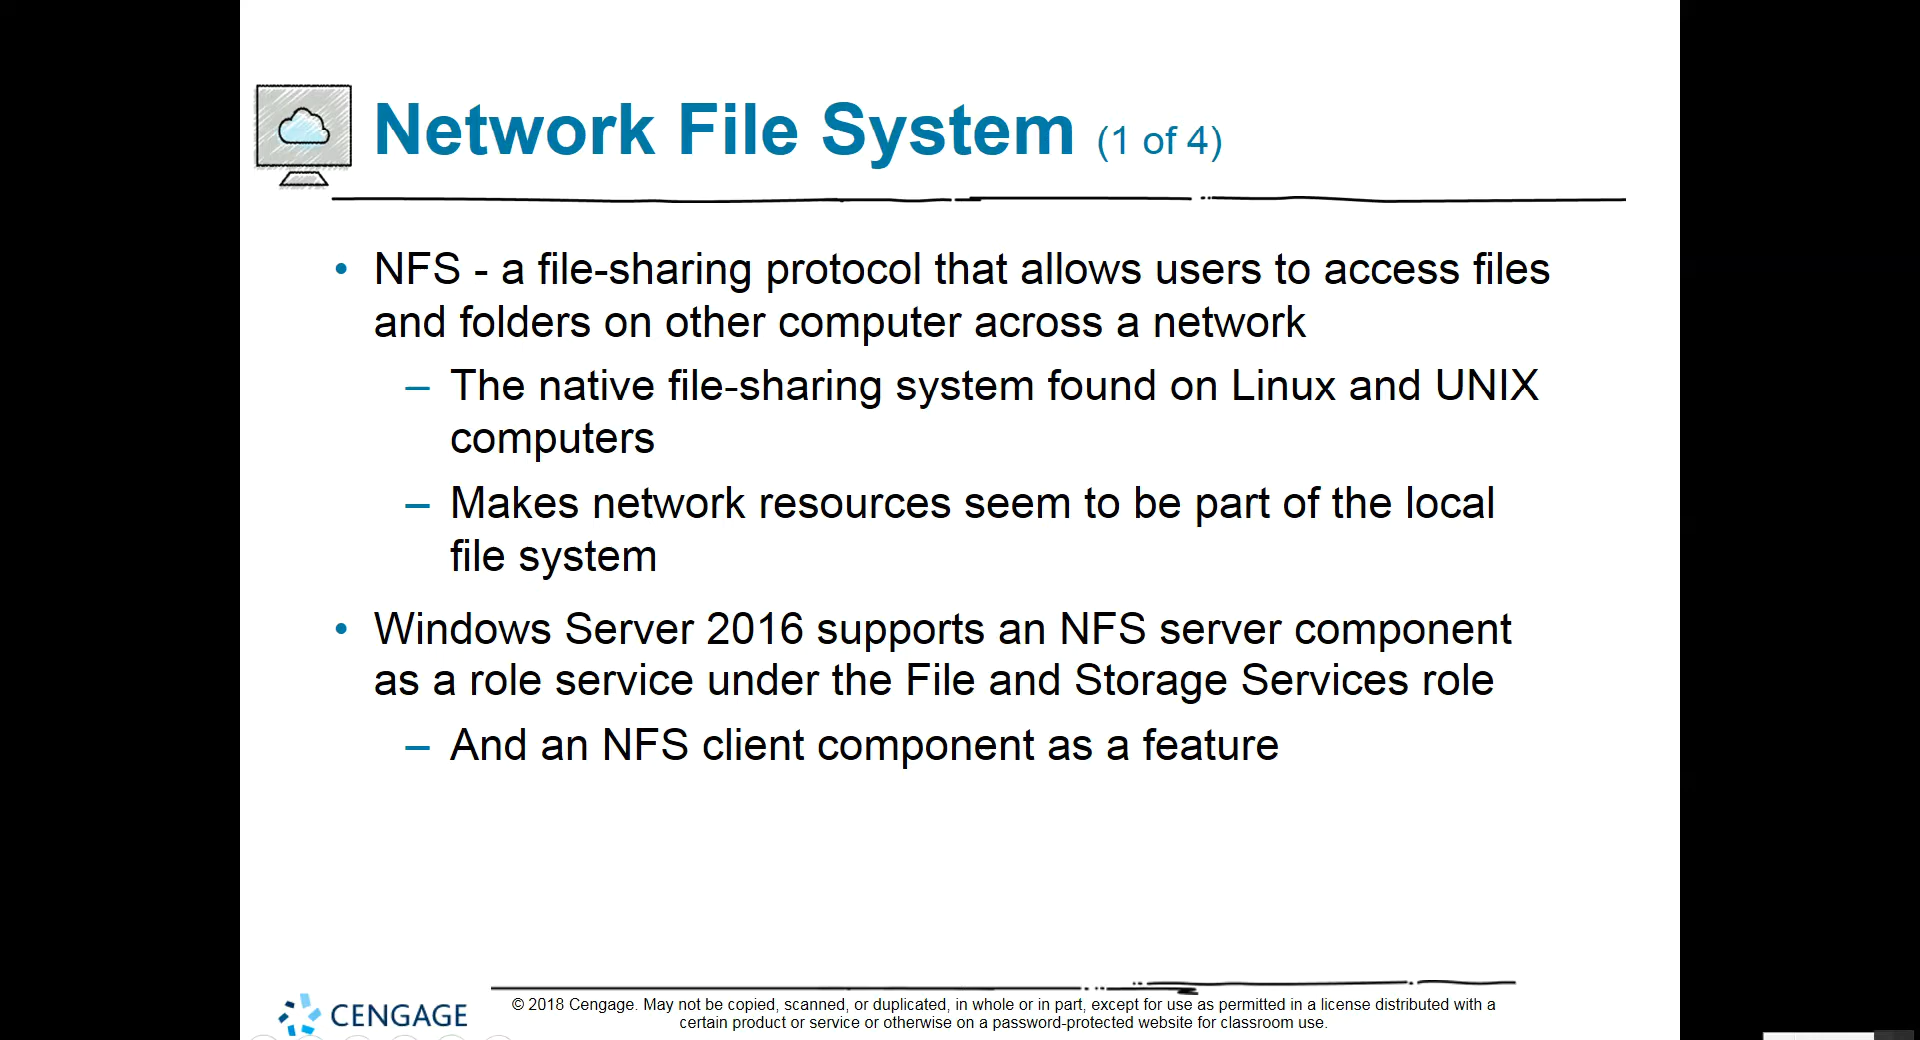 Network File System (1 of 4)
• NFS - a file-sharing protocol that allows users to access files
and folders on other computer across a network
– The native file-sharing system found on Linux and UNIX
computers
– Makes network resources seem to be part of the local
file system
• Windows Server 2016 supports an NFS server component
as a role service under the File and Storage Services role
– And an NFS client component as a feature
CENGAGE
© 2018 Cengage. May not be copied, scanned, or duplicated, in whole or in part, except for use as permitted in a license distributed with a
certain product or service or otherwise on a password-protected website for classroom use.